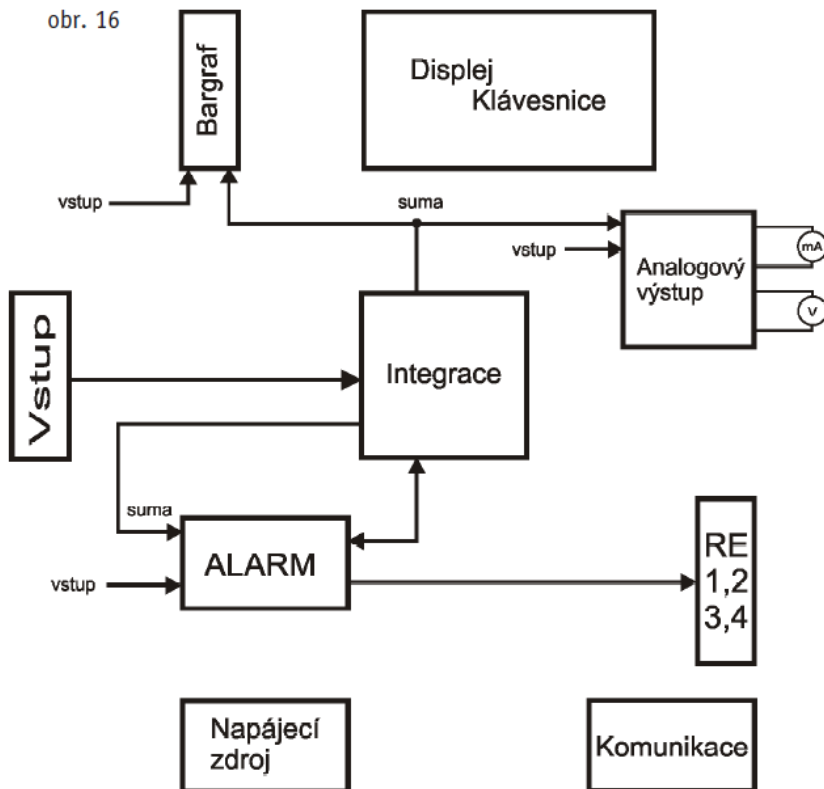 obr. 16
Bargraf
Displej
Klávesnice
vstup
suma
vstup
Analogový
výstup
mA
V
Vstup
Integrace
suma
ALARM
vstup
RE
1,2
3,4
Napájecí
zdroj
Komunikace